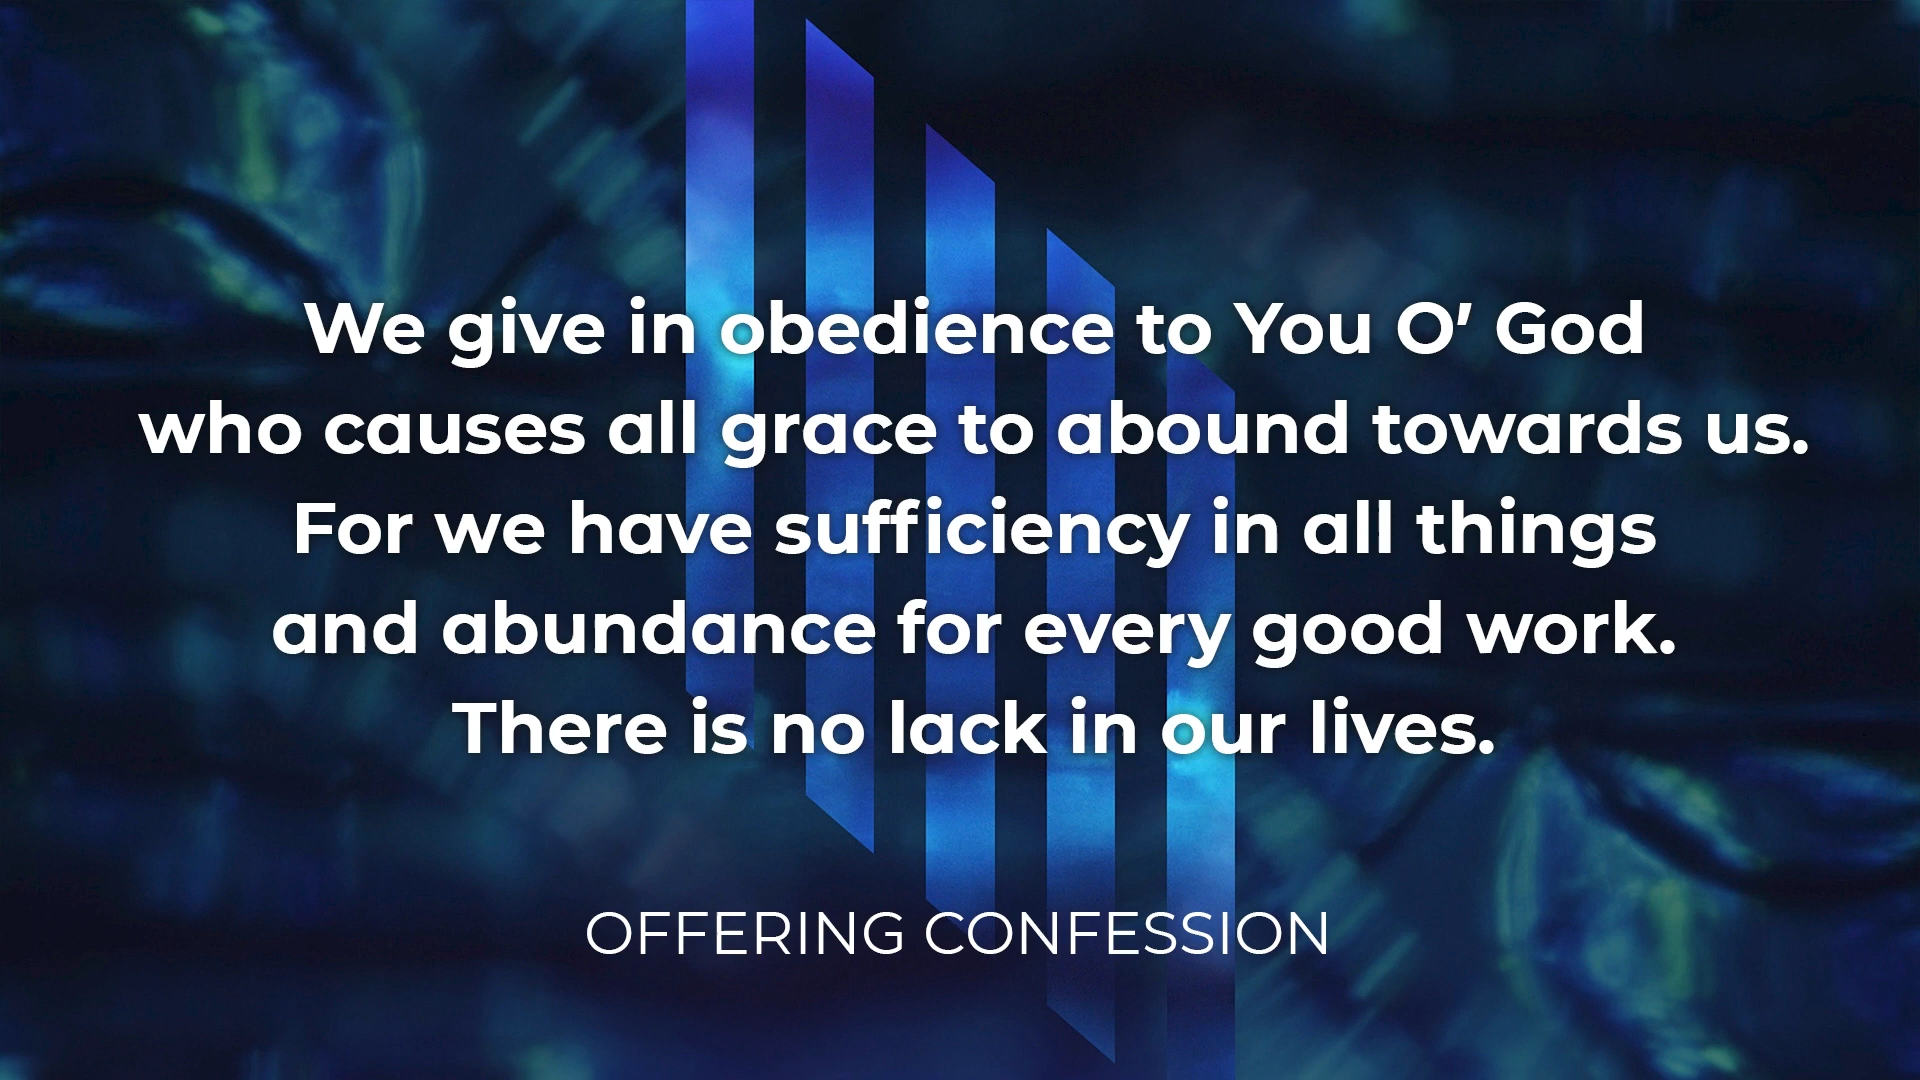 We give in obedience to You O' God
who causes all grace to abound towards us.
For we have sufficiency in all things
and abundance for every good work.
There is no lack in our lives.
OFFERING CONFESSION